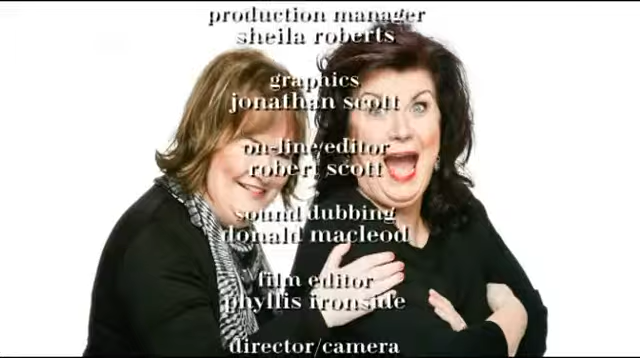 production manager
sheila roberts
graphics
jonathan scott
on-line/editor
robert scott
sound dubbing
donald macleod
film editor
phyllis ironside
director/camera